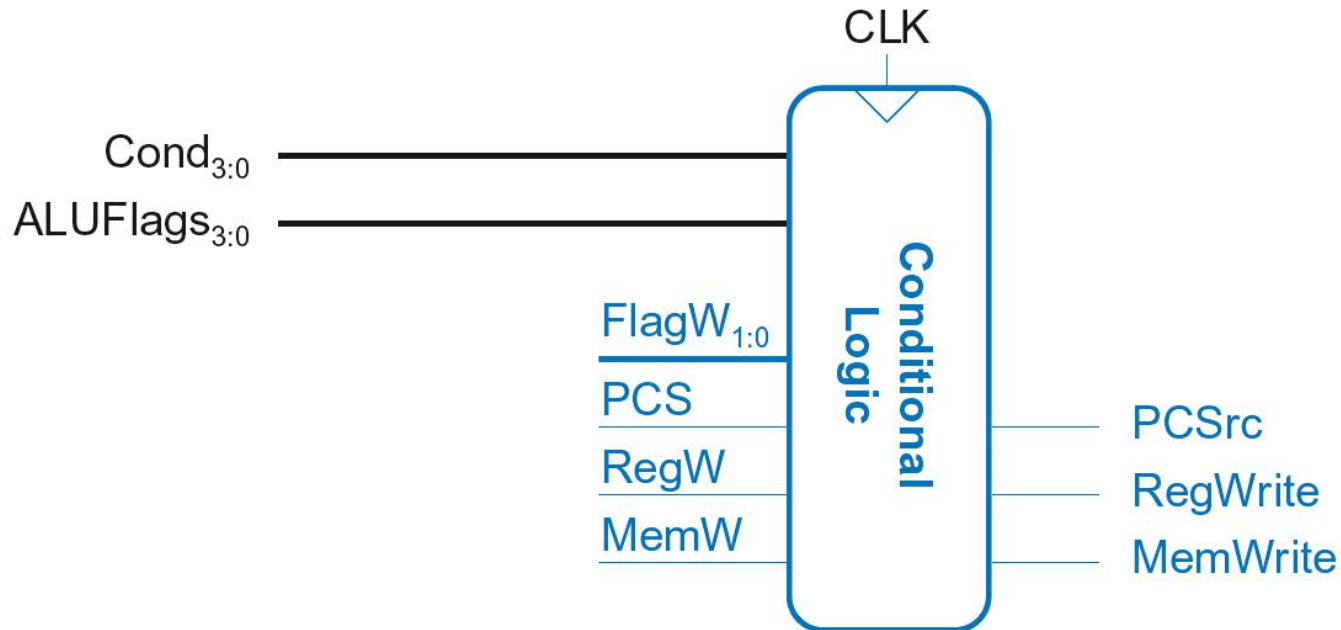 CLK
Cond3:0
ALUFlags3:0
Conditional
Logic
FlagW1:0
PCS
RegW
MemW
PCSrc
RegWrite
MemWrite